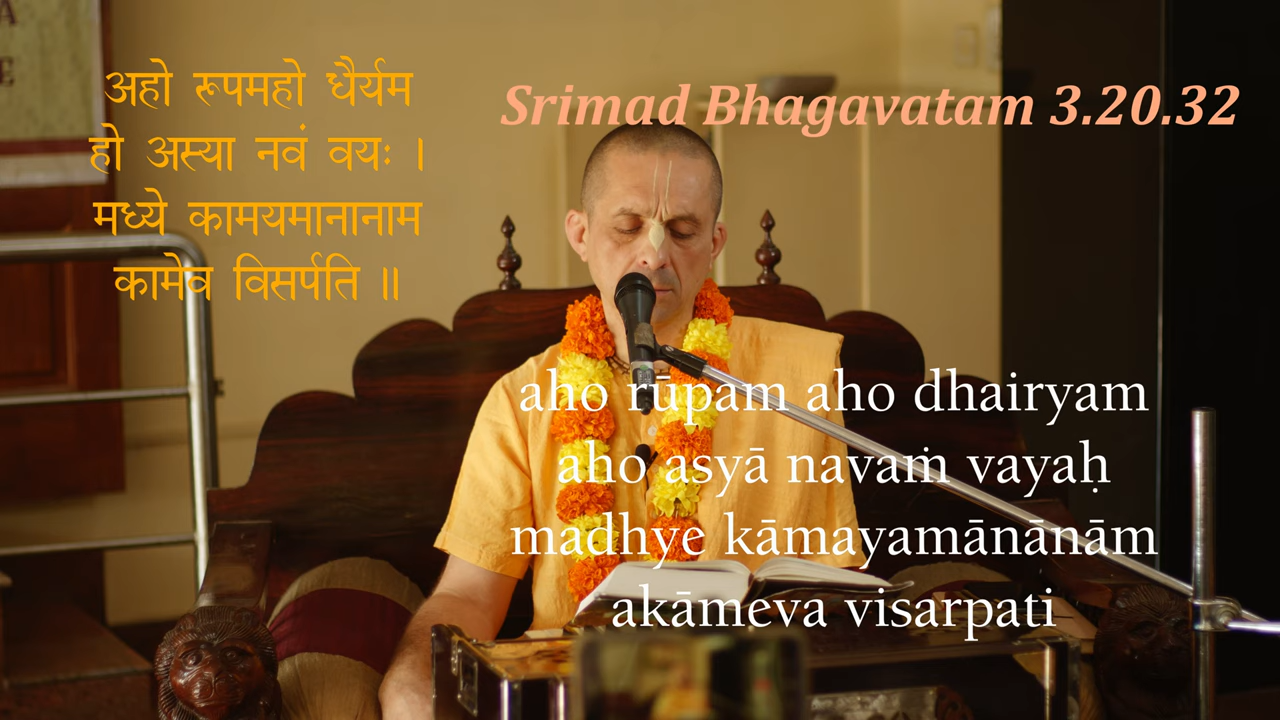 A
E
अहो रूपमहो धैर्यम
हो अस्या नवं वयः ।
मध्ये कामयमानानाम
कामेव विसर्पति ॥
Srimad Bhagavatam 3.20.32
aho rūpam aho dhairyam
aho asyā navaṁ vayaḥ
madhye kāmayamānānām
akāmeva visarpati